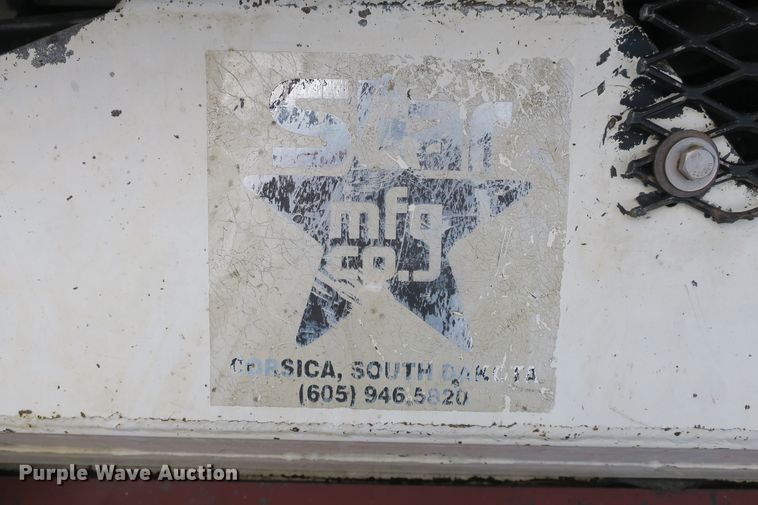 Star
mfg
co.
CORSICA, SOUTH DAKOTA
(605) 946.5820
Purple Wave Auction